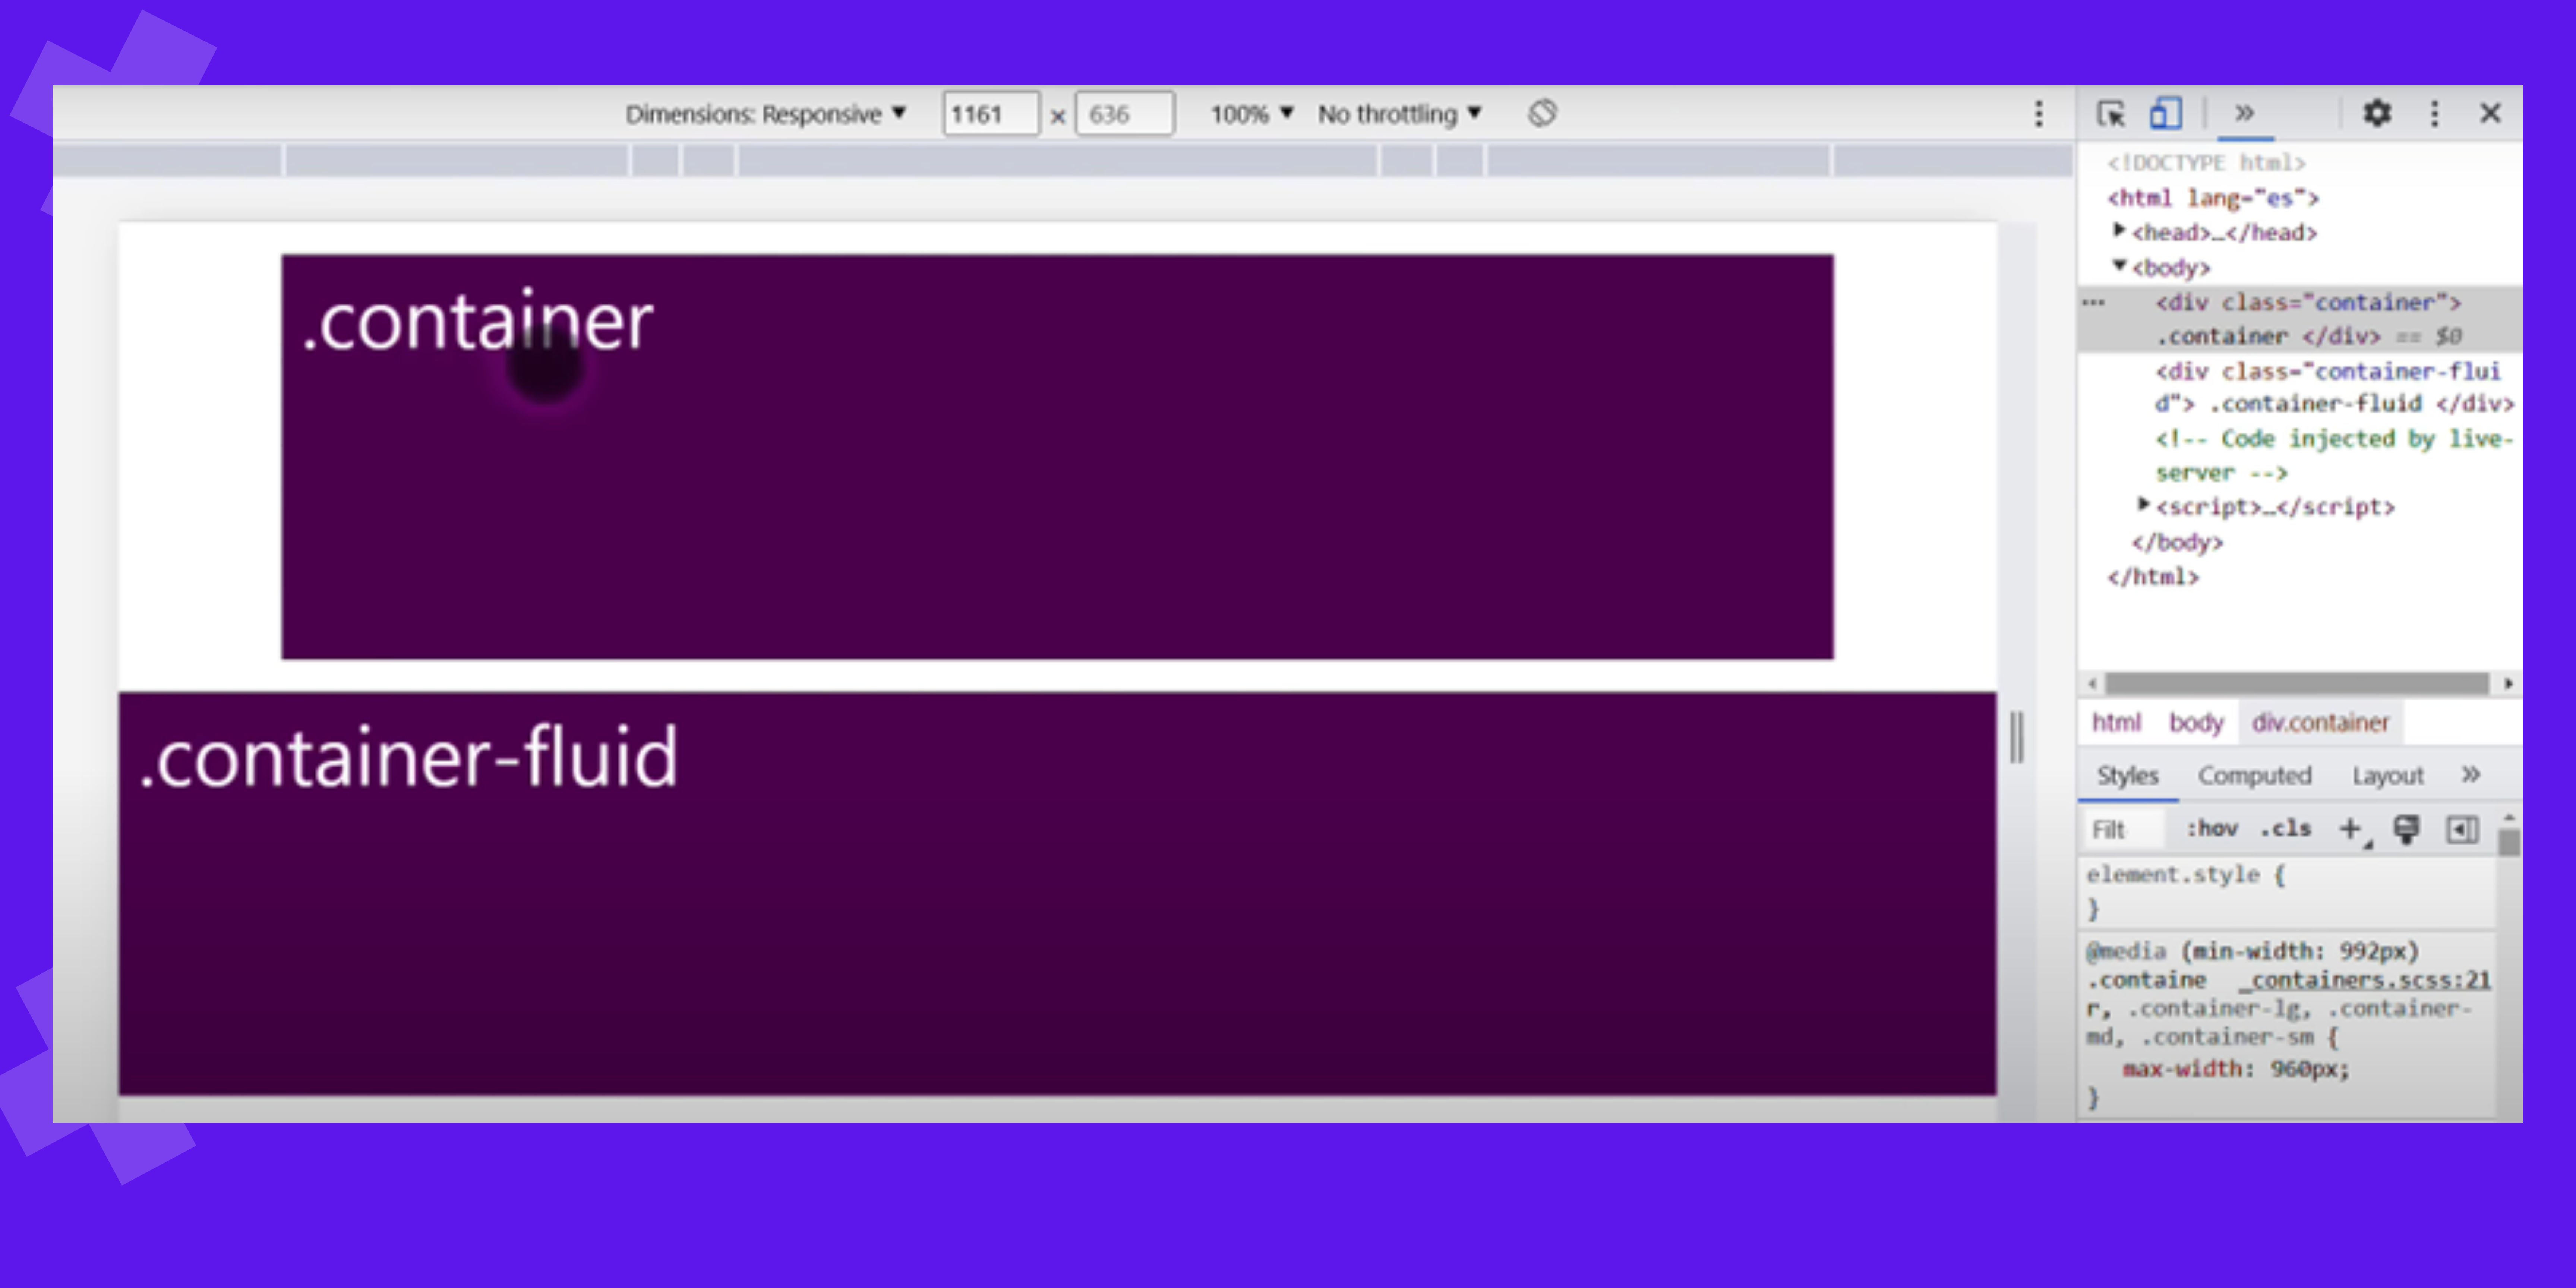 Dimensions: Responsive ▼ 1161 × 636 100% ▼ No throttling ▼
.container
.container-fluid
<!DOCTYPE html>
<html lang="es">
▶<head>…</head>
▼<body>
<div class="container">
.container </div> == $0
<div class="container-flui
d"> .container-fluid </div>
<!-- Code injected by live-
server -->
▶<script>…</script>
</body>
</html>
html body div.container
Styles Computed Layout »
Filt :hov .cls +
element.style {
}
@media (min-width: 992px)
.containe _containers.scss:21
r, .container-lg, .container-
md, .container-sm {
max-width: 960px;
}